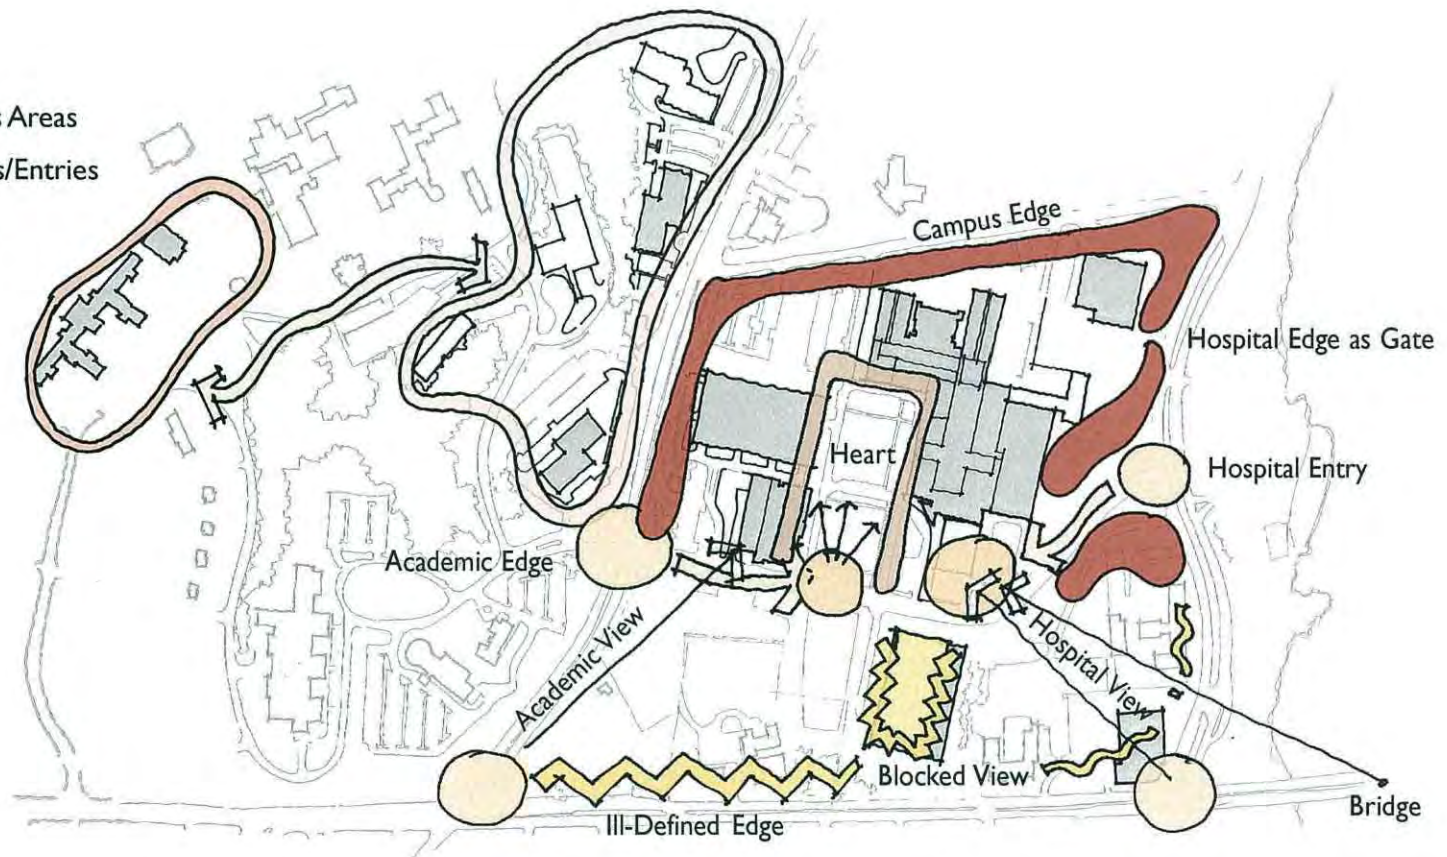 Areas
/Entries
Campus Edge
Hospital Edge as Gate
Heart
Hospital Entry
Academic Edge
Academic View
Hospital View
Blocked View
Bridge
Ill-Defined Edge